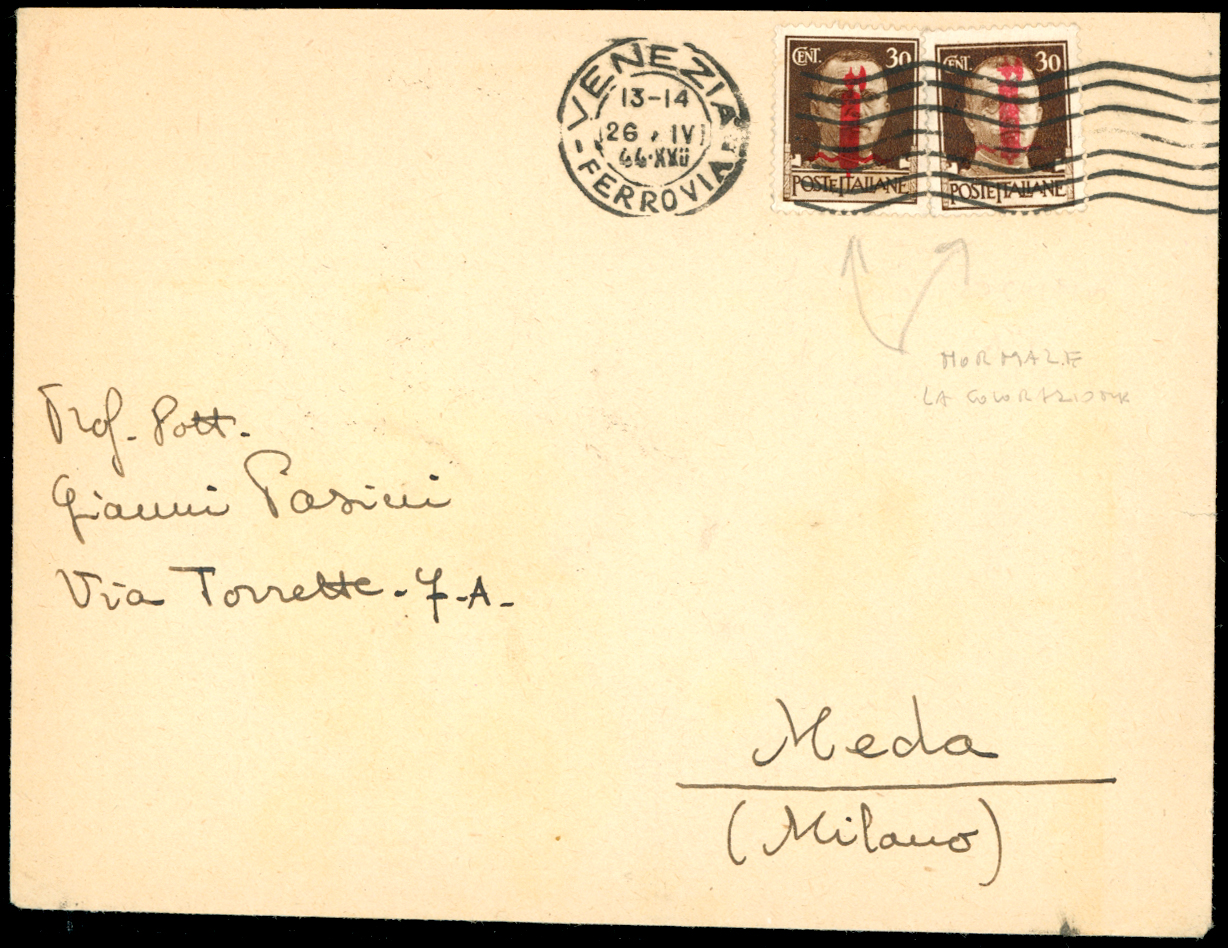 VENEZIA
13-14
26 · IV
44·XXII
-FERROVIA-
CENT. 30
POSTE ITALIANE
CENT. 30
POSTE ITALIANE
NORMALE
LA COLORAZIONE
Prof. Dott.
Gianni Pasini
Via Torrette - 7-A-
Meda
(Milano)